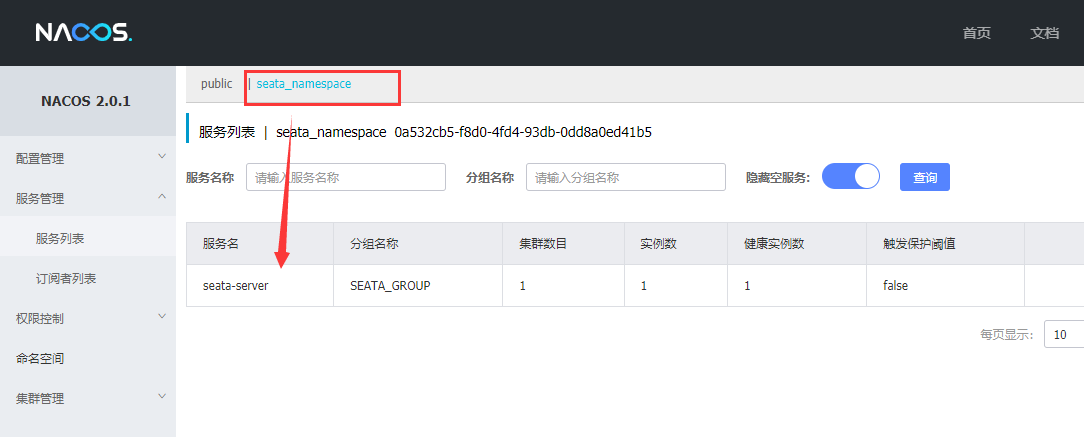 NACOS.
首页 文档
NACOS 2.0.1
配置管理
服务管理
服务列表
订阅者列表
权限控制
命名空间
集群管理
public | seata_namespace
服务列表 | seata_namespace 0a532cb5-f8d0-4fd4-93db-0dd8a0ed41b5
服务名称 请输入服务名称 分组名称 请输入分组名称 隐藏空服务: 查询
服务名 分组名称 集群数目 实例数 健康实例数 触发保护阈值
seata-server SEATA_GROUP 1 1 1 false
每页显示: 10